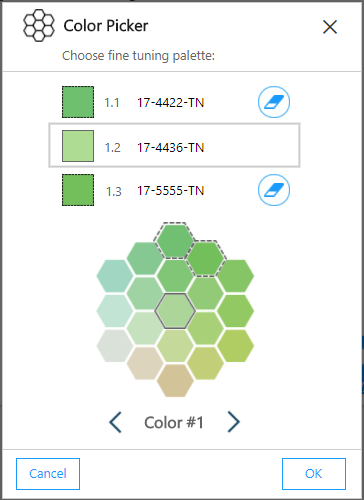 Color Picker
Choose fine tuning palette:
1.1 17-4422-TN
1.2 17-4436-TN
1.3 17-5555-TN
Color #1
Cancel OK